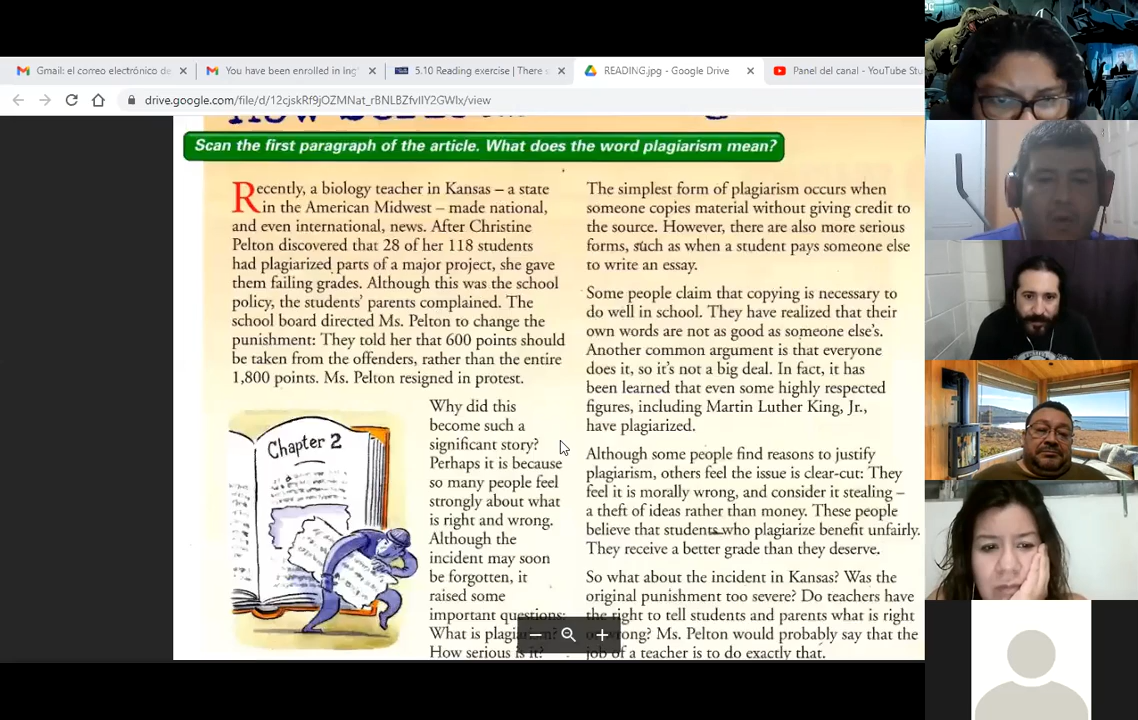 Gmail: el correo electrónico de
You have been enrolled in Ing
5.10 Reading exercise | There
READING.jpg - Google Drive
Panel del canal - YouTube Stu
Scan the first paragraph of the article. What does the word plagiarism mean?
Recently, a biology teacher in Kansas – a state
in the American Midwest – made national,
and even international, news. After Christine
Pelton discovered that 28 of her 118 students
had plagiarized parts of a major project, she gave
them failing grades. Although this was the school
policy, the students' parents complained. The
school board directed Ms. Pelton to change the
punishment: They told her that 600 points should
be taken from the offenders, rather than the entire
1,800 points. Ms. Pelton resigned in protest.
Chapter 2
Why did this
become such a
significant story?
Perhaps it is because
so many people feel
strongly about what
is right and wrong.
Although the
incident may soon
be forgotten, it
raised some
important questions:
What is plagiarism?
How serious is it?
The simplest form of plagiarism occurs when
someone copies material without giving credit to
the source. However, there are also more serious
forms, such as when a student pays someone else
to write an essay.
Some people claim that copying is necessary to
do well in school. They have realized that their
own words are not as good as someone else's.
Another common argument is that everyone
does it, so it's not a big deal. In fact, it has
been learned that even some highly respected
figures, including Martin Luther King, Jr.,
have plagiarized.
Although some people find reasons to justify
plagiarism, others feel the issue is clear-cut: They
feel it is morally wrong, and consider it stealing –
a theft of ideas rather than money. These people
believe that students who plagiarize benefit unfairly.
They receive a better grade than they deserve.
So what about the incident in Kansas? Was the
original punishment too severe? Do teachers have
the right to tell students and parents what is right
or wrong? Ms. Pelton would probably say that the
job of a teacher is to do exactly that.